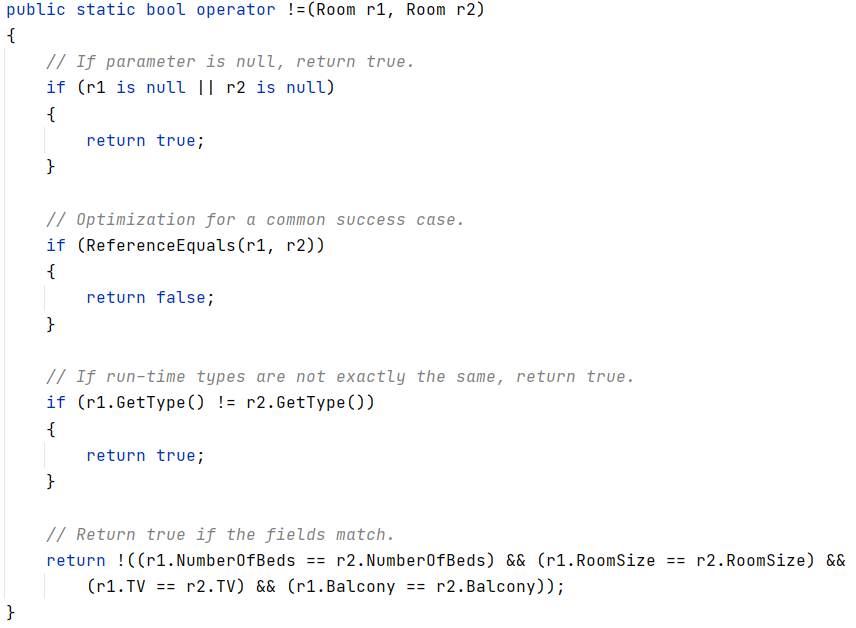 public static bool operator !=(Room r1, Room r2)
{
    // If parameter is null, return true.
    if (r1 is null || r2 is null)
    {
        return true;
    }

    // Optimization for a common success case.
    if (ReferenceEquals(r1, r2))
    {
        return false;
    }

    // If run-time types are not exactly the same, return true.
    if (r1.GetType() != r2.GetType())
    {
        return true;
    }

    // Return true if the fields match.
    return !((r1.NumberOfBeds == r2.NumberOfBeds) && (r1.RoomSize == r2.RoomSize) &&
        (r1.TV == r2.TV) && (r1.Balcony == r2.Balcony));
}